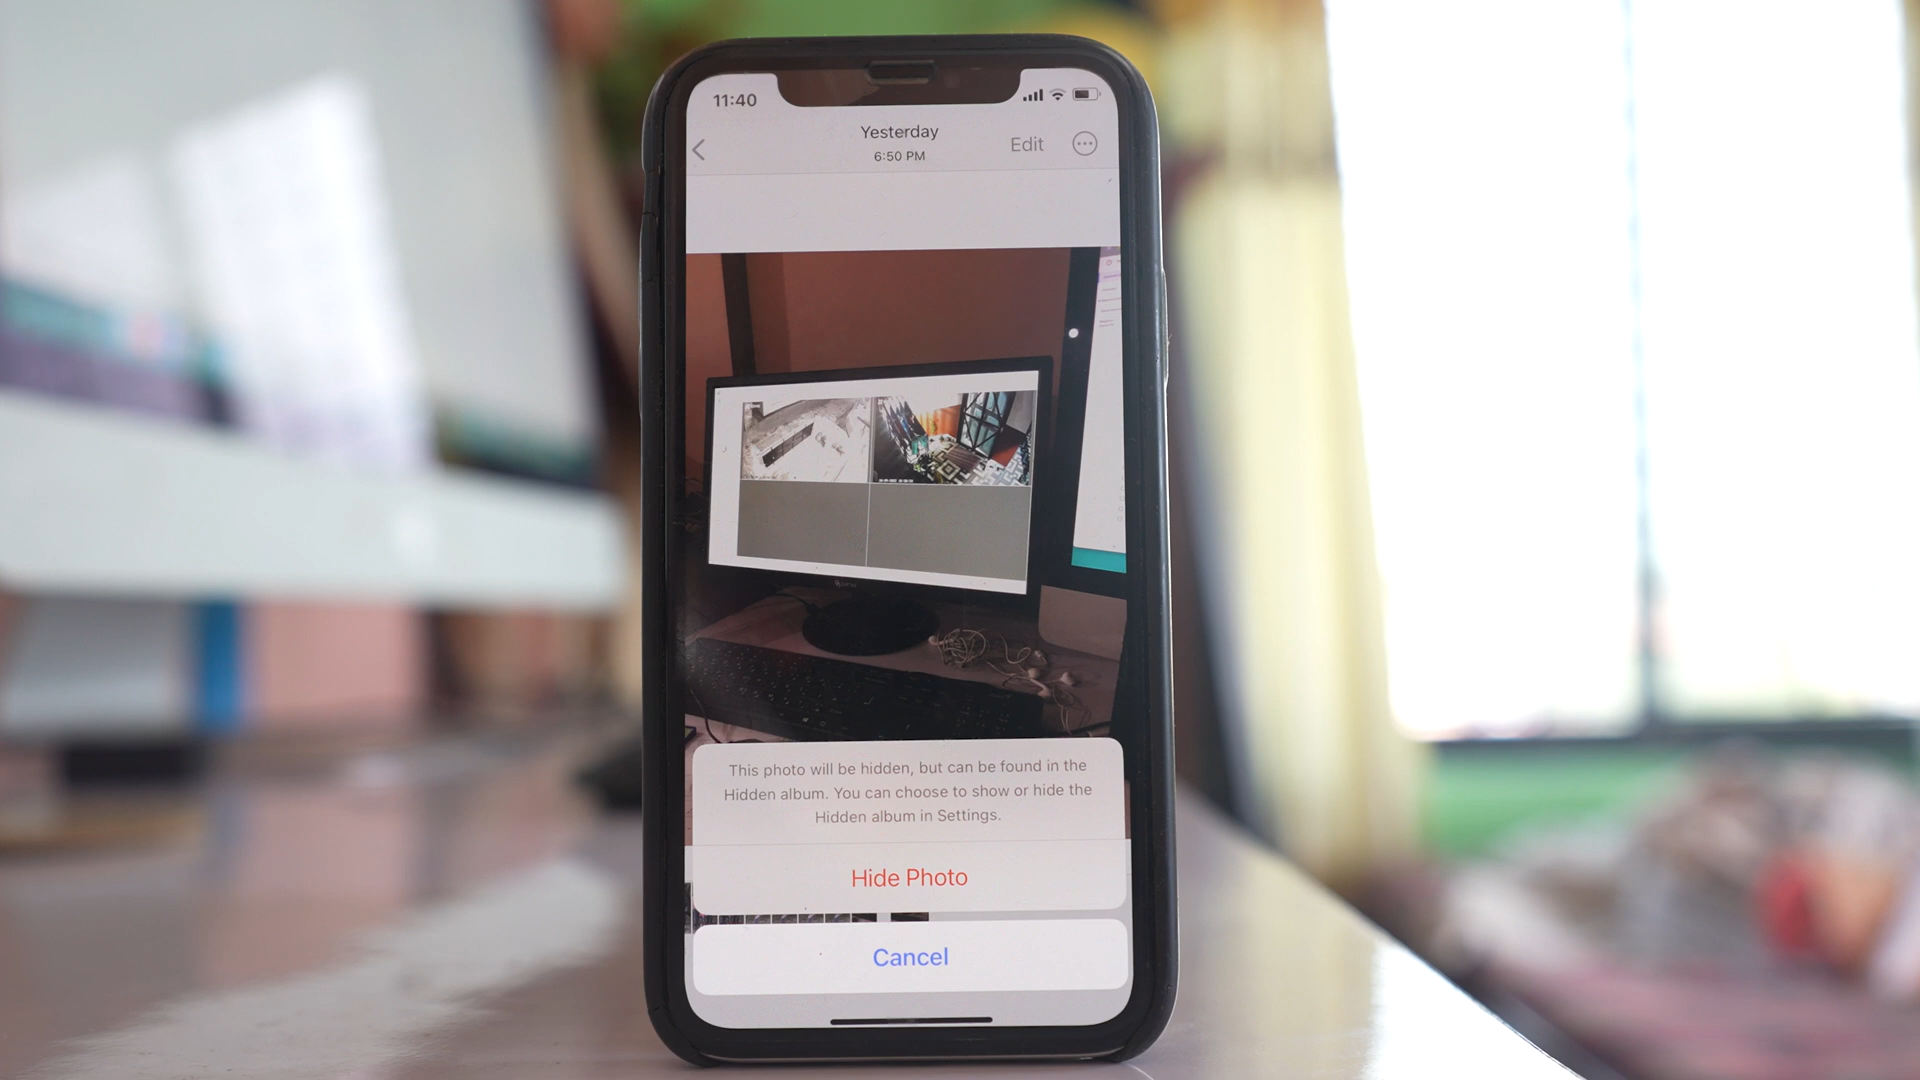 11:40
Yesterday
6:50 PM
Edit
This photo will be hidden, but can be found in the
Hidden album. You can choose to show or hide the
Hidden album in Settings.
Hide Photo
Cancel